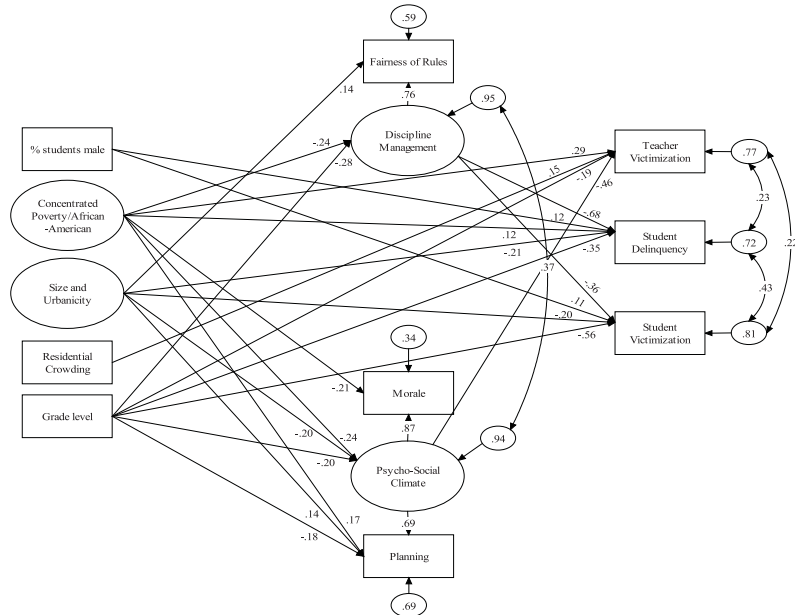 .59
Fairness of Rules
.14
.76
.95
% students male
-.24
Discipline
Management
-.28
.29
Teacher
Victimization
.77
.15
-.19
-.46
Concentrated
Poverty/African
-American
.23
.12
-.68
Student
Delinquency
.72
.12
-.21
-.35
.22
Size and
Urbanicity
.37
-.36
.43
.11
-.20
Student
Victimization
.81
-.56
.34
Residential
Crowding
-.21
Morale
Grade level
.87
-.20
-.24
.94
-.20
Psycho-Social
Climate
.14
.17
.69
-.18
Planning
.69